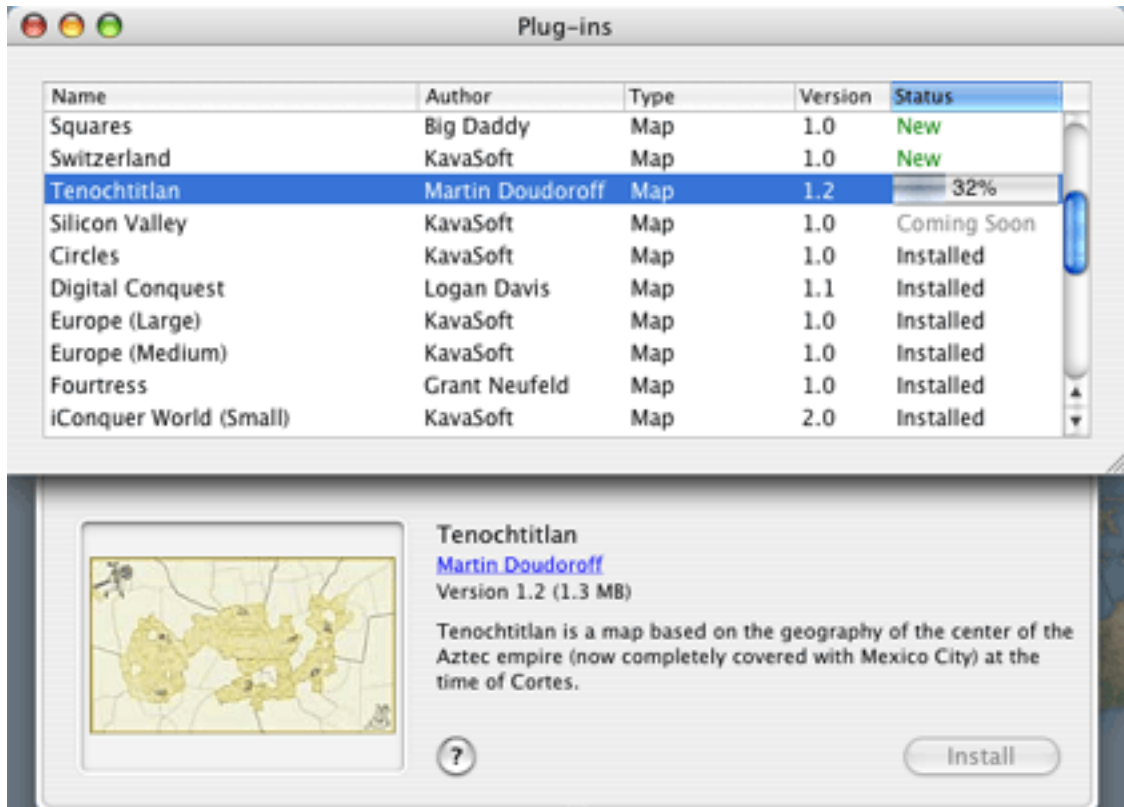 Plug-ins
Name Author Type Version Status
Squares Big Daddy Map 1.0 New
Switzerland KavaSoft Map 1.0 New
Tenochtitlan Martin Doudoroff Map 1.2 32%
Silicon Valley KavaSoft Map 1.0 Coming Soon
Circles KavaSoft Map 1.0 Installed
Digital Conquest Logan Davis Map 1.1 Installed
Europe (Large) KavaSoft Map 1.0 Installed
Europe (Medium) KavaSoft Map 1.0 Installed
Fourtress Grant Neufeld Map 1.0 Installed
iConquer World (Small) KavaSoft Map 2.0 Installed
Tenochtitlan
Martin Doudoroff
Version 1.2 (1.3 MB)
Tenochtitlan is a map based on the geography of the center of the
Aztec empire (now completely covered with Mexico City) at the
time of Cortes.
?
Install